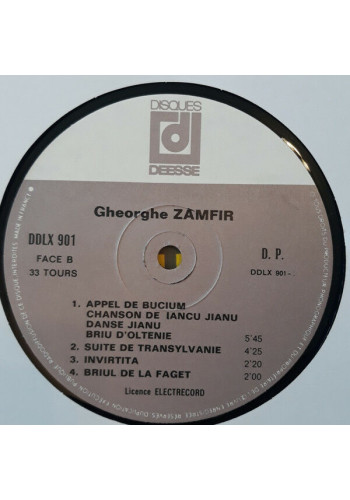 DISQUES
DEESSE
Gheorghe ZAMFIR
DDLX 901
FACE B
33 TOURS
D. P.
DDLX 901 -
1. APPEL DE BUCIUM
CHANSON DE IANCU JIANU
DANSE JIANU
BRIU D'OLTENIE 5'45
2. SUITE DE TRANSYLVANIE 4'25
3. INVIRTITA 2'20
4. BRIUL DE LA FAGET 2'00
Licence ELECTRECORD